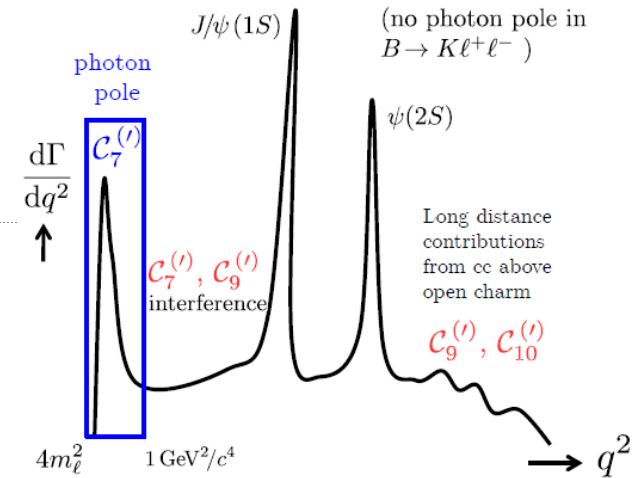 J/ψ(1S)
(no photon pole in
B → Kℓ⁺ℓ⁻ )
photon
pole
C₇⁽′⁾
ψ(2S)
dΓ
dq²
Long distance
contributions
from cc above
open charm
C₇⁽′⁾, C₉⁽′⁾
interference
C₉⁽′⁾, C₁₀⁽′⁾
4m²_ℓ
1 GeV²/c⁴
q²